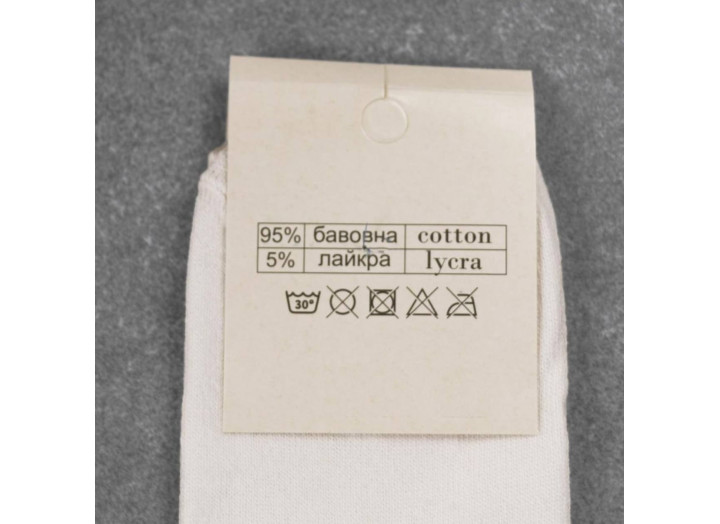 95% бавовна cotton
5% лайкра lycra
30°